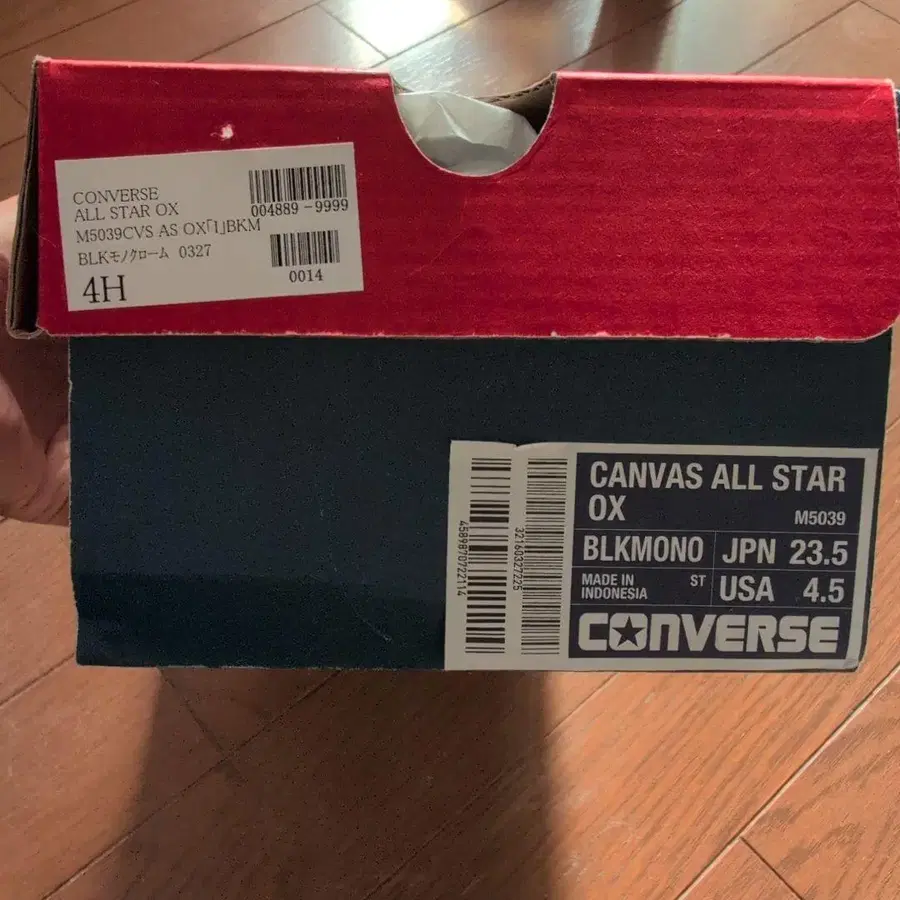 CONVERSE
ALL STAR OX
M5039CVS AS OX｢I｣BKM
BLKモノクローム 0327
4H
004889-9999
0014
4589870722114
32160327225
CANVAS ALL STAR
OX
M5039
BLKMONO JPN 23.5
MADE IN
INDONESIA
ST USA 4.5
CONVERSE